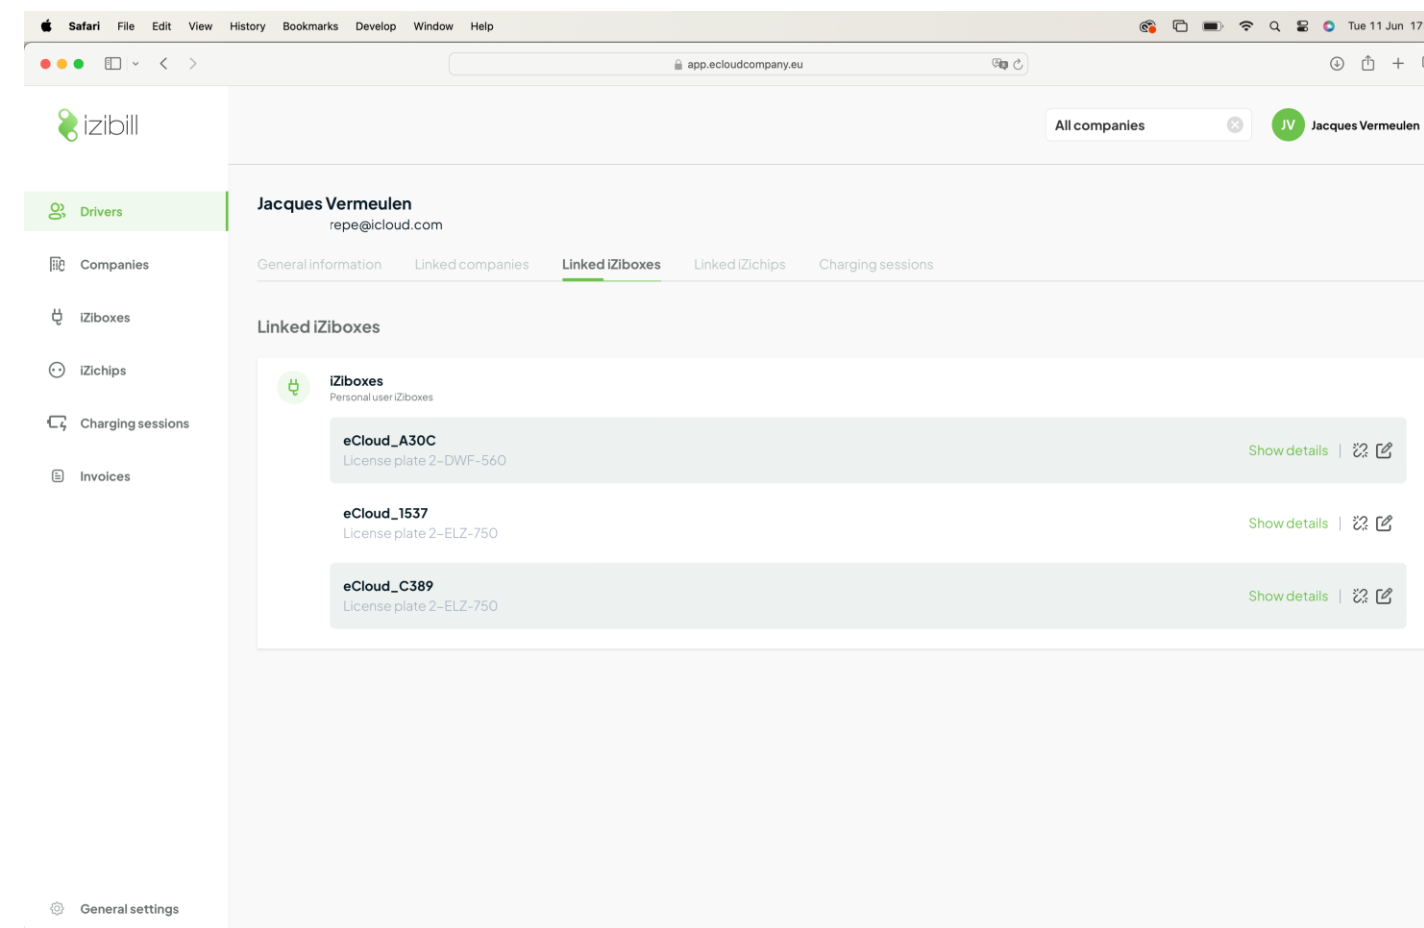 Safari File Edit View History Bookmarks Develop Window Help Tue 11 Jun 17:
app.ecloudcompany.eu
izibill
All companies
JV Jacques Vermeulen
Drivers
Companies
iZiboxes
iZichips
Charging sessions
Invoices
General settings
Jacques Vermeulen
repe@icloud.com
General information Linked companies Linked iZiboxes Linked iZichips Charging sessions
Linked iZiboxes
iZiboxes
Personal user iZiboxes
eCloud_A30C
License plate 2-DWF-560
Show details |
eCloud_1537
License plate 2-ELZ-750
Show details |
eCloud_C389
License plate 2-ELZ-750
Show details |